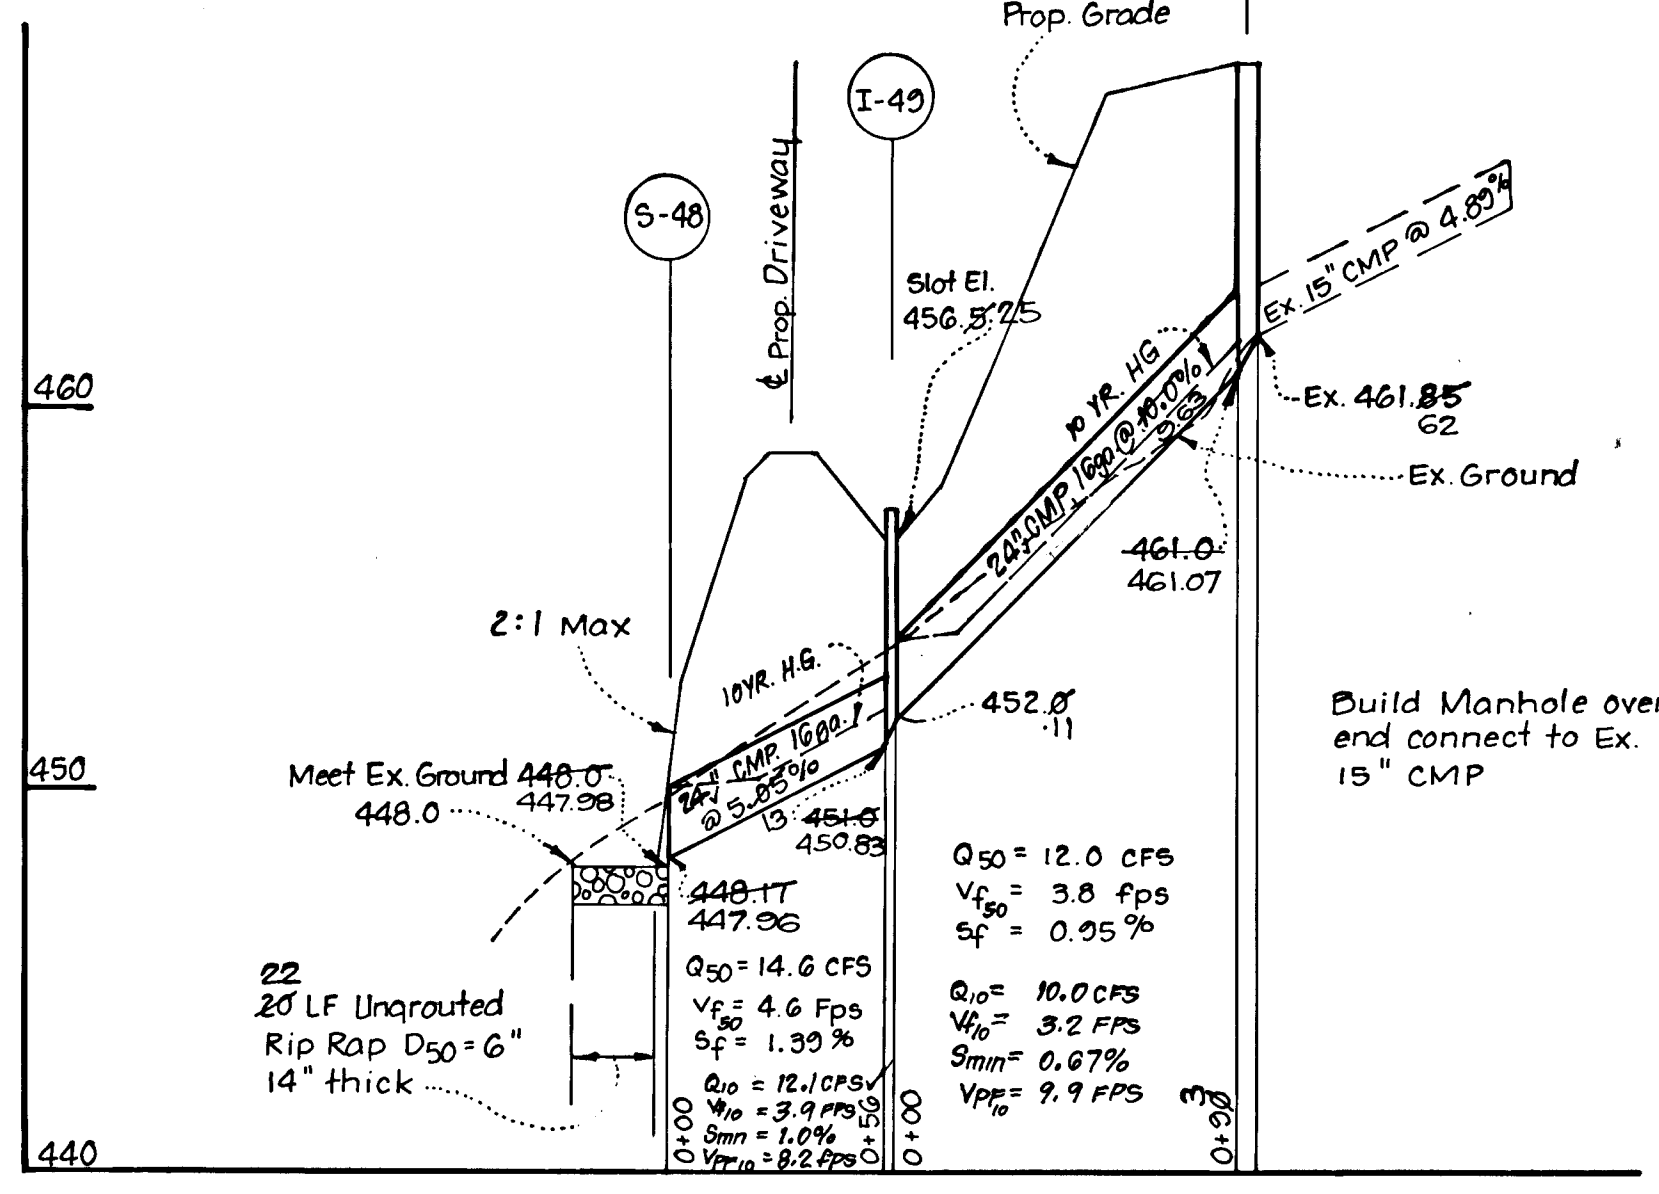 Prop. Grade
I-49
S-48
℄ Prop. Driveway
Slot El.
456.5 25
460
450
440
10 YR. HG
24" CMP 16ga @ 10.0%
9.63
Ex. 15" CMP @ 4.89%
Ex. 461.85
62
Ex. Ground
461.0
461.07
2:1 Max
10YR. H.G.
24" CMP. 16ga.
@ 5.05%
13
451.0
450.83
452.0
.11
Meet Ex. Ground 448.0
447.98
448.0
448.17
447.96
Build Manhole over
end connect to Ex.
15" CMP
22
20 LF Ungrouted
Rip Rap D50 = 6"
14" thick
Q50 = 14.6 CFS
Vf50 = 4.6 Fps
Sf = 1.39 %
Q10 = 12.1 CFS
Vf10 = 3.9 FPS
Smn = 1.0%
VPF10 = 8.2 fps
Q50 = 12.0 CFS
Vf50 = 3.8 fps
Sf = 0.95 %
Q10 = 10.0 CFS
Vf10 = 3.2 FPS
Smin = 0.67%
VPF10 = 9.9 FPS
0+00
0+56
0+00
0+90
3